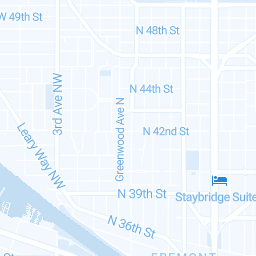 W 49th St
N 48th St
N 44th St
3rd Ave NW
Greenwood Ave N
N 42nd St
Leary Way NW
Staybridge Suite
N 39th St
N 36th St
FREMONT